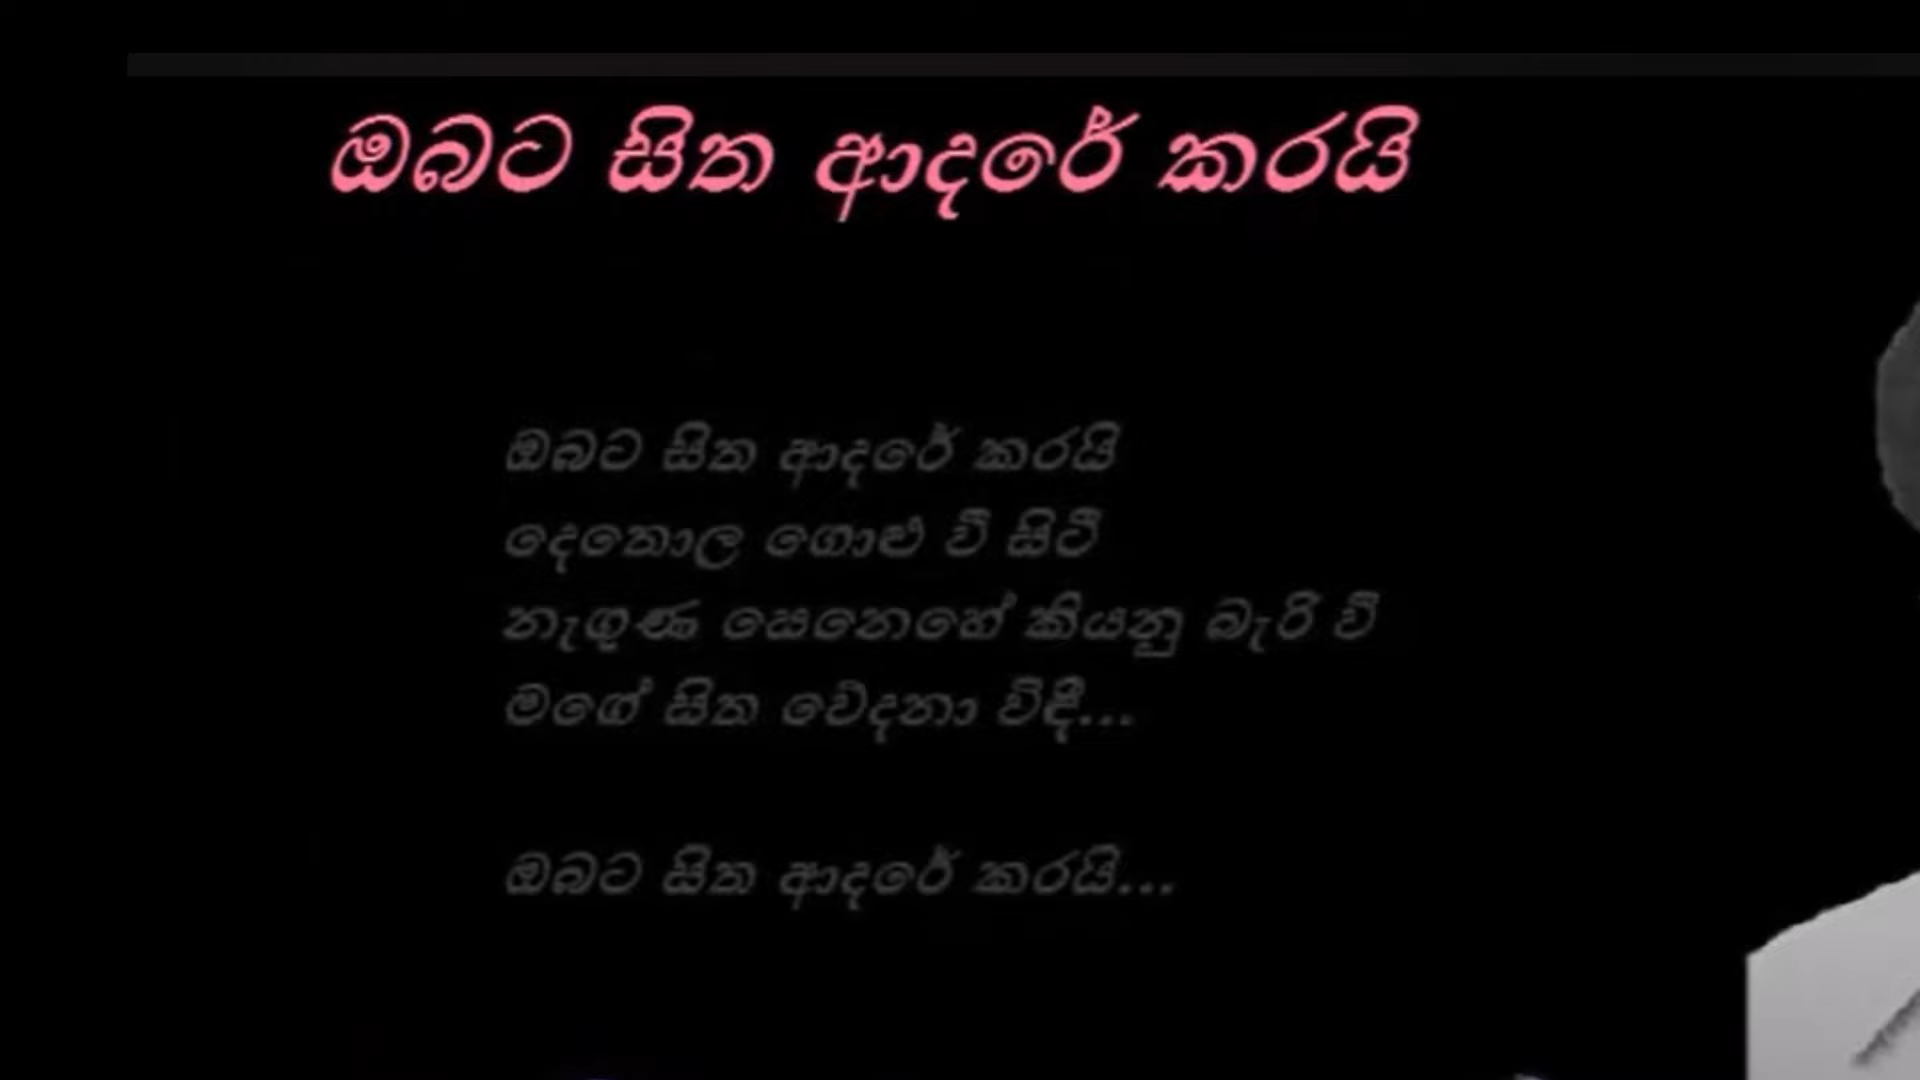 ඔබට සිත ආදරේ කරයි
ඔබට සිත ආදරේ කරයි
දෙතොල ගොළු වී සිටී
නැගුණ සෙනෙහේ කියනු බැරි වී
මගේ සිත වේදනා විඳී...
ඔබට සිත ආදරේ කරයි...